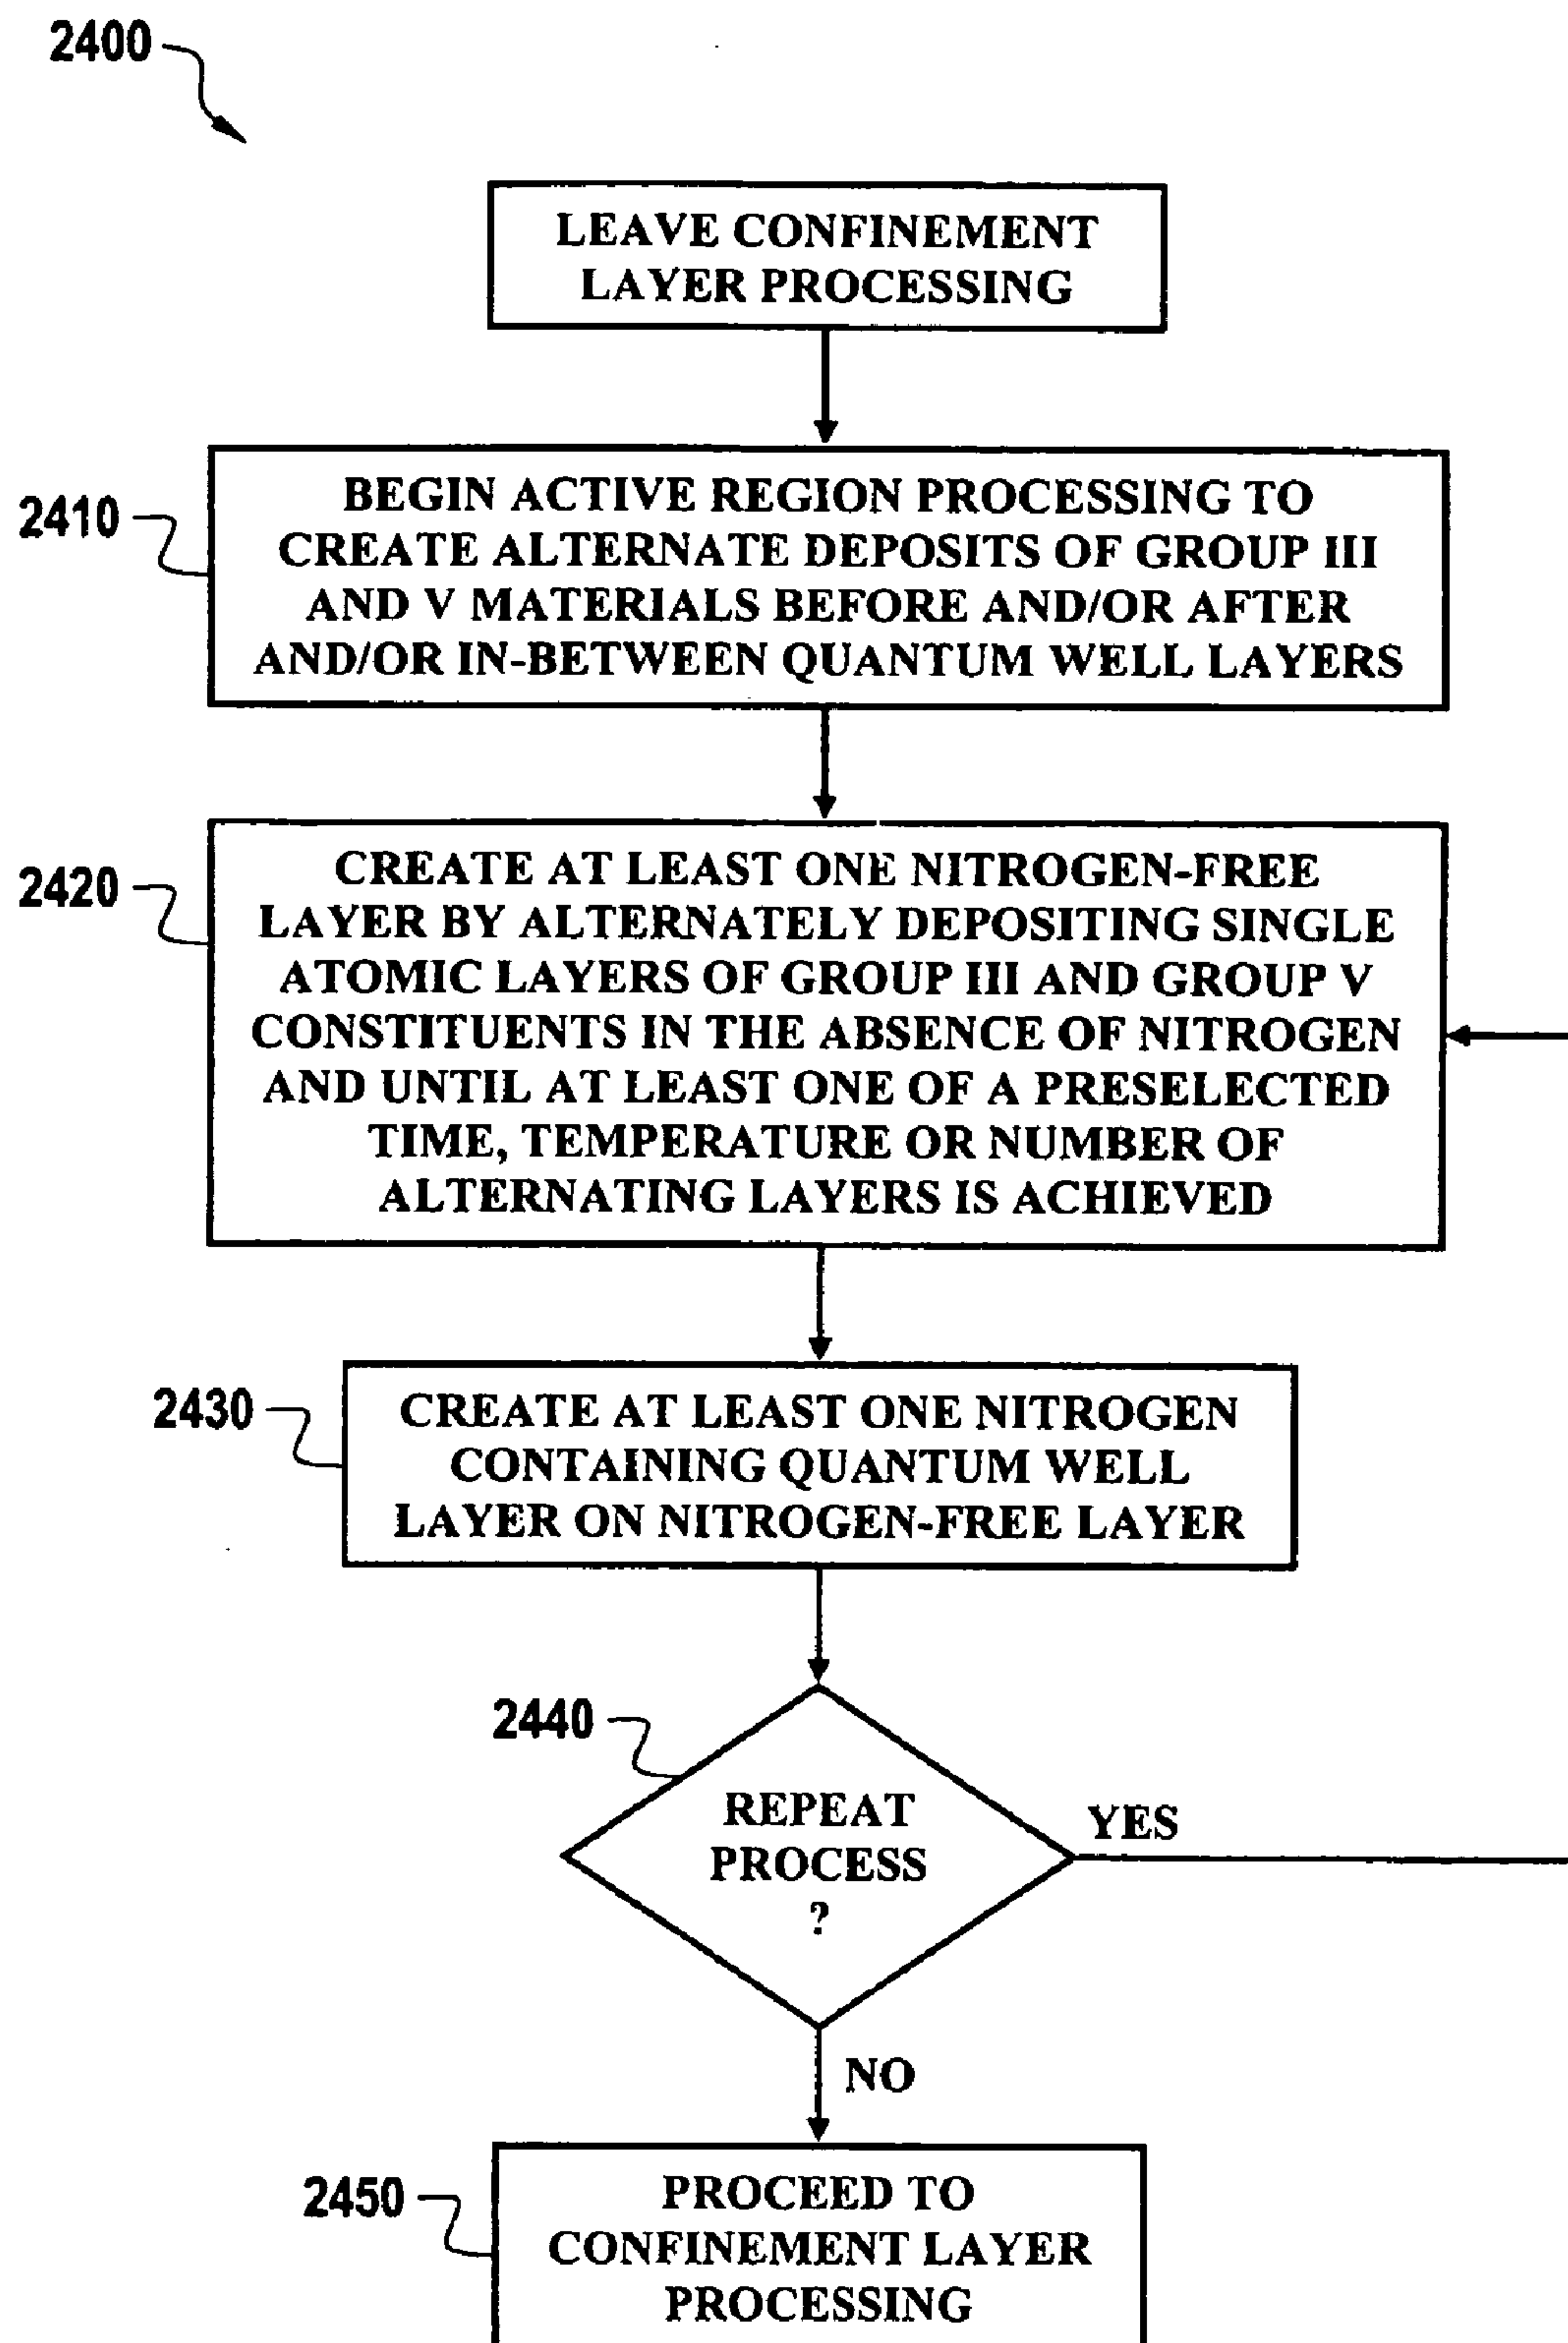 2400
LEAVE CONFINEMENT
LAYER PROCESSING
2410
BEGIN ACTIVE REGION PROCESSING TO
CREATE ALTERNATE DEPOSITS OF GROUP III
AND V MATERIALS BEFORE AND/OR AFTER
AND/OR IN-BETWEEN QUANTUM WELL LAYERS
2420
CREATE AT LEAST ONE NITROGEN-FREE
LAYER BY ALTERNATELY DEPOSITING SINGLE
ATOMIC LAYERS OF GROUP III AND GROUP V
CONSTITUENTS IN THE ABSENCE OF NITROGEN
AND UNTIL AT LEAST ONE OF A PRESELECTED
TIME, TEMPERATURE OR NUMBER OF
ALTERNATING LAYERS IS ACHIEVED
2430
CREATE AT LEAST ONE NITROGEN
CONTAINING QUANTUM WELL
LAYER ON NITROGEN-FREE LAYER
2440
REPEAT
PROCESS
?
YES
NO
2450
PROCEED TO
CONFINEMENT LAYER
PROCESSING